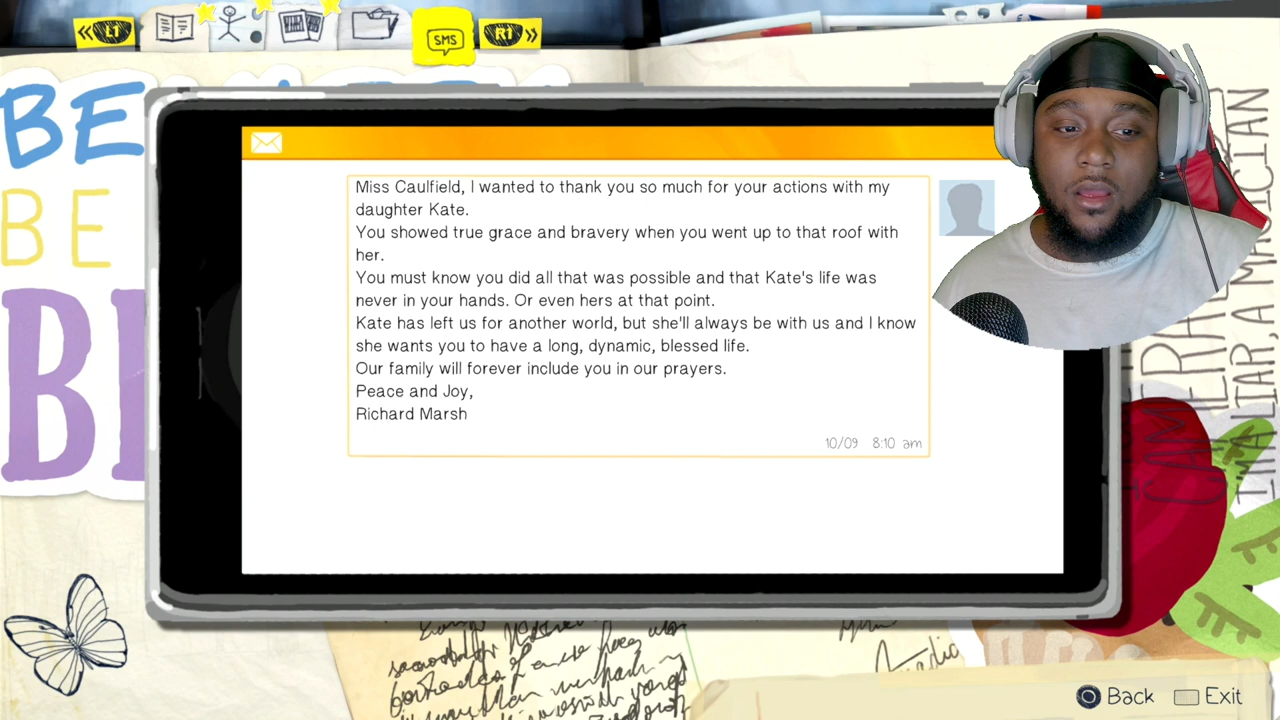 L1
SMS
R1
BE
BE
Miss Caulfield, I wanted to thank you so much for your actions with my
daughter Kate.
You showed true grace and bravery when you went up to that roof with
her.
You must know you did all that was possible and that Kate's life was
never in your hands. Or even hers at that point.
Kate has left us for another world, but she'll always be with us and I know
she wants you to have a long, dynamic, blessed life.
Our family will forever include you in our prayers.
Peace and Joy,
Richard Marsh
10/09 8:10 am
I'M A LIAR, A MAGICIAN
Back
Exit